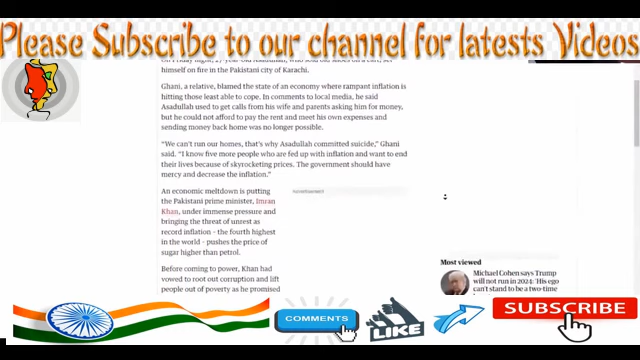 Please Subscribe to our channel for latests Videos
himself on fire in the Pakistani city of Karachi.
Ghani, a relative, blamed the state of an economy where rampant inflation is
hitting those least able to cope. In comments to local media, he said
Asadullah used to get calls from his wife and parents asking him for money,
but he could not afford to pay the rent and meet his own expenses and
sending money back home was no longer possible.
“We can’t run our homes, that’s why Asadullah committed suicide,” Ghani
said. “I know five more people who are fed up with inflation and want to end
their lives because of skyrocketing prices. The government should have
mercy and decrease the inflation.”
Advertisement
An economic meltdown is putting
the Pakistani prime minister, Imran
Khan, under immense pressure and
bringing the threat of unrest as
record inflation – the fourth highest
in the world – pushes the price of
sugar higher than petrol.
Before coming to power, Khan had
vowed to root out corruption and lift
people out of poverty as he promised
Most viewed
Michael Cohen says Trump
will not run in 2024: ‘His ego
can’t stand to be a two-time
COMMENTS
LIKE
SUBSCRIBE